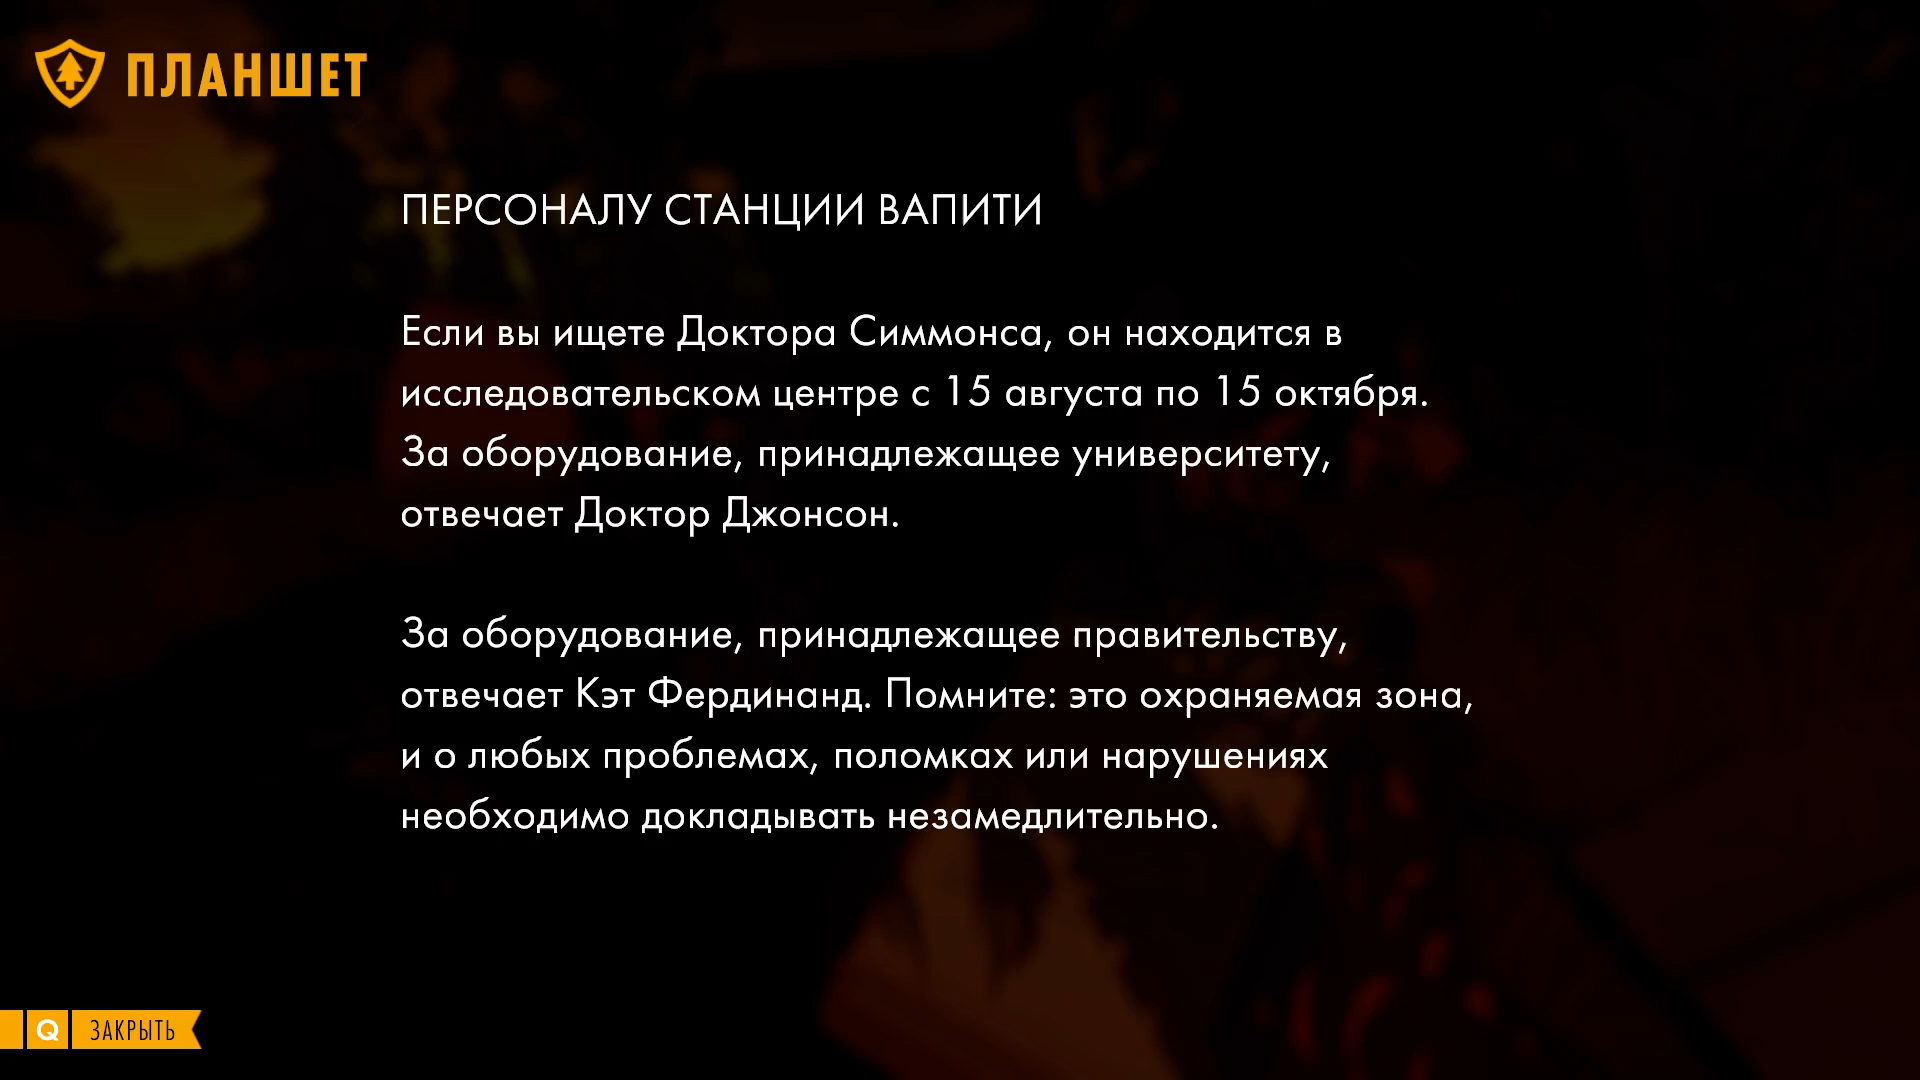 ПЛАНШЕТ
ПЕРСОНАЛУ СТАНЦИИ ВАПИТИ
Если вы ищете Доктора Симмонса, он находится в
исследовательском центре с 15 августа по 15 октября.
За оборудование, принадлежащее университету,
отвечает Доктор Джонсон.
За оборудование, принадлежащее правительству,
отвечает Кэт Фердинанд. Помните: это охраняемая зона,
и о любых проблемах, поломках или нарушениях
необходимо докладывать незамедлительно.
Q ЗАКРЫТЬ